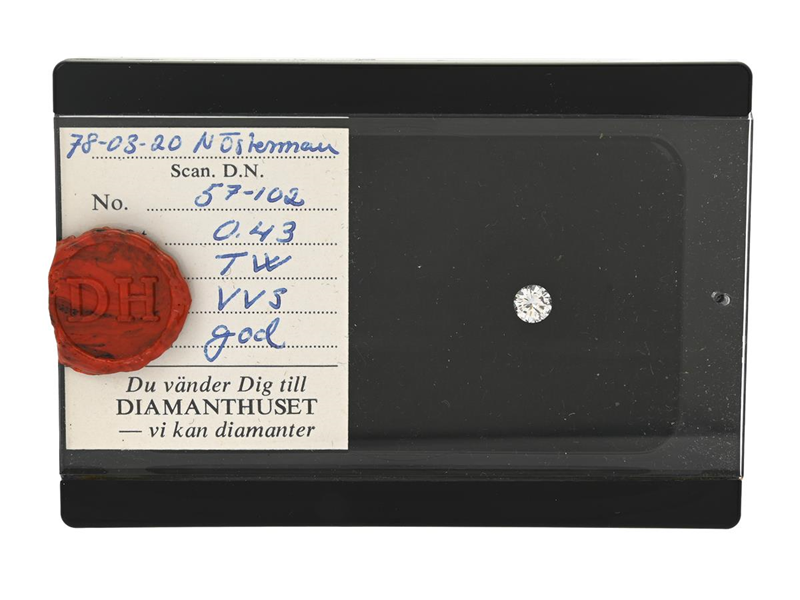 78-03-20 N Österman
Scan. D.N.
No. 57-102
0.43
TW
VVS
god
DH
Du vänder Dig till
DIAMANTHUSET
— vi kan diamanter